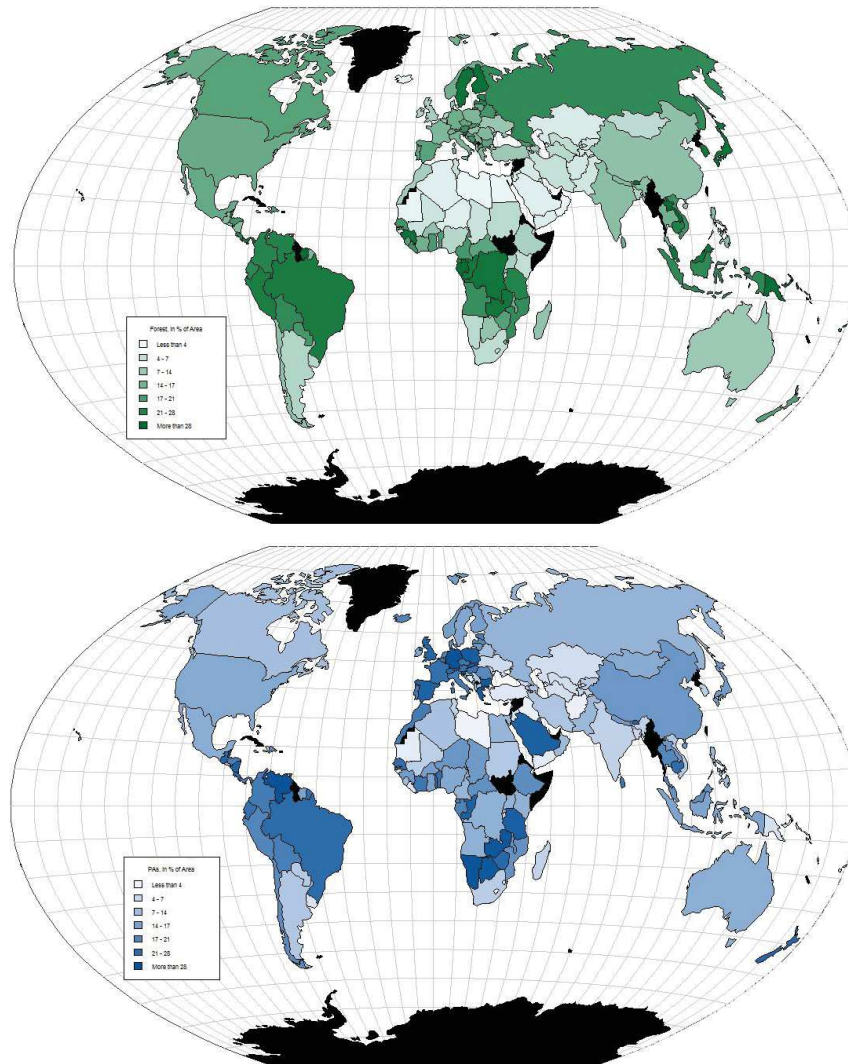 Forest, in % of Area
Less than 4
4 - 7
7 - 14
14 - 17
17 - 21
21 - 28
More than 28
PAs, in % of Area
Less than 4
4 - 7
7 - 14
14 - 17
17 - 21
21 - 28
More than 28